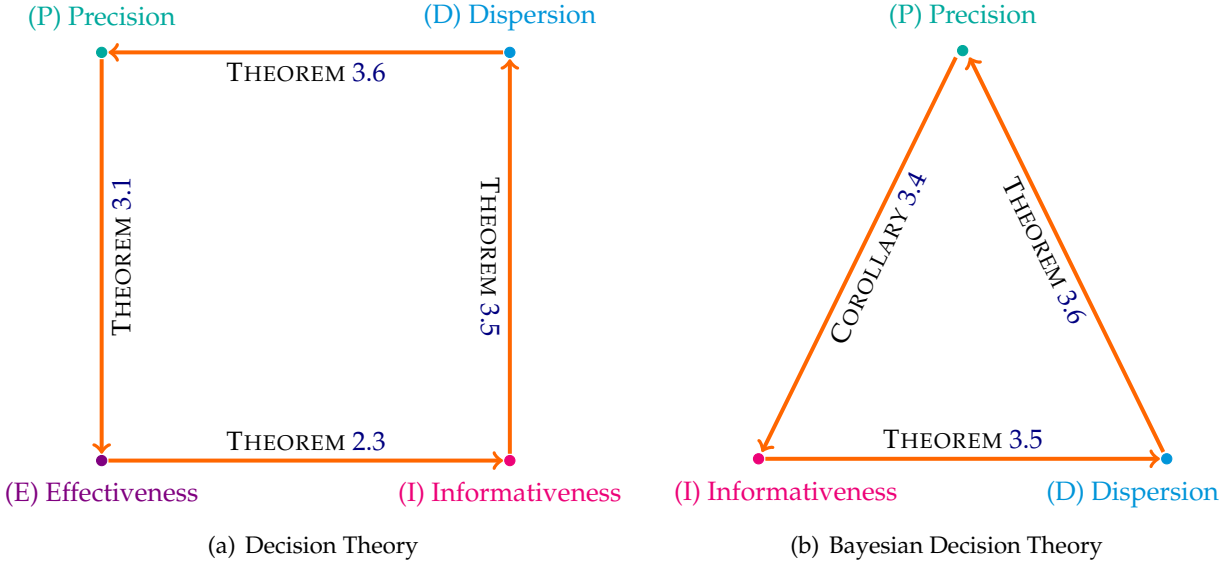 (P) Precision
(D) Dispersion
THEOREM 3.6
THEOREM 3.1
THEOREM 3.5
THEOREM 2.3
(E) Effectiveness
(I) Informativeness
(a) Decision Theory
(P) Precision
COROLLARY 3.4
THEOREM 3.6
THEOREM 3.5
(I) Informativeness
(D) Dispersion
(b) Bayesian Decision Theory